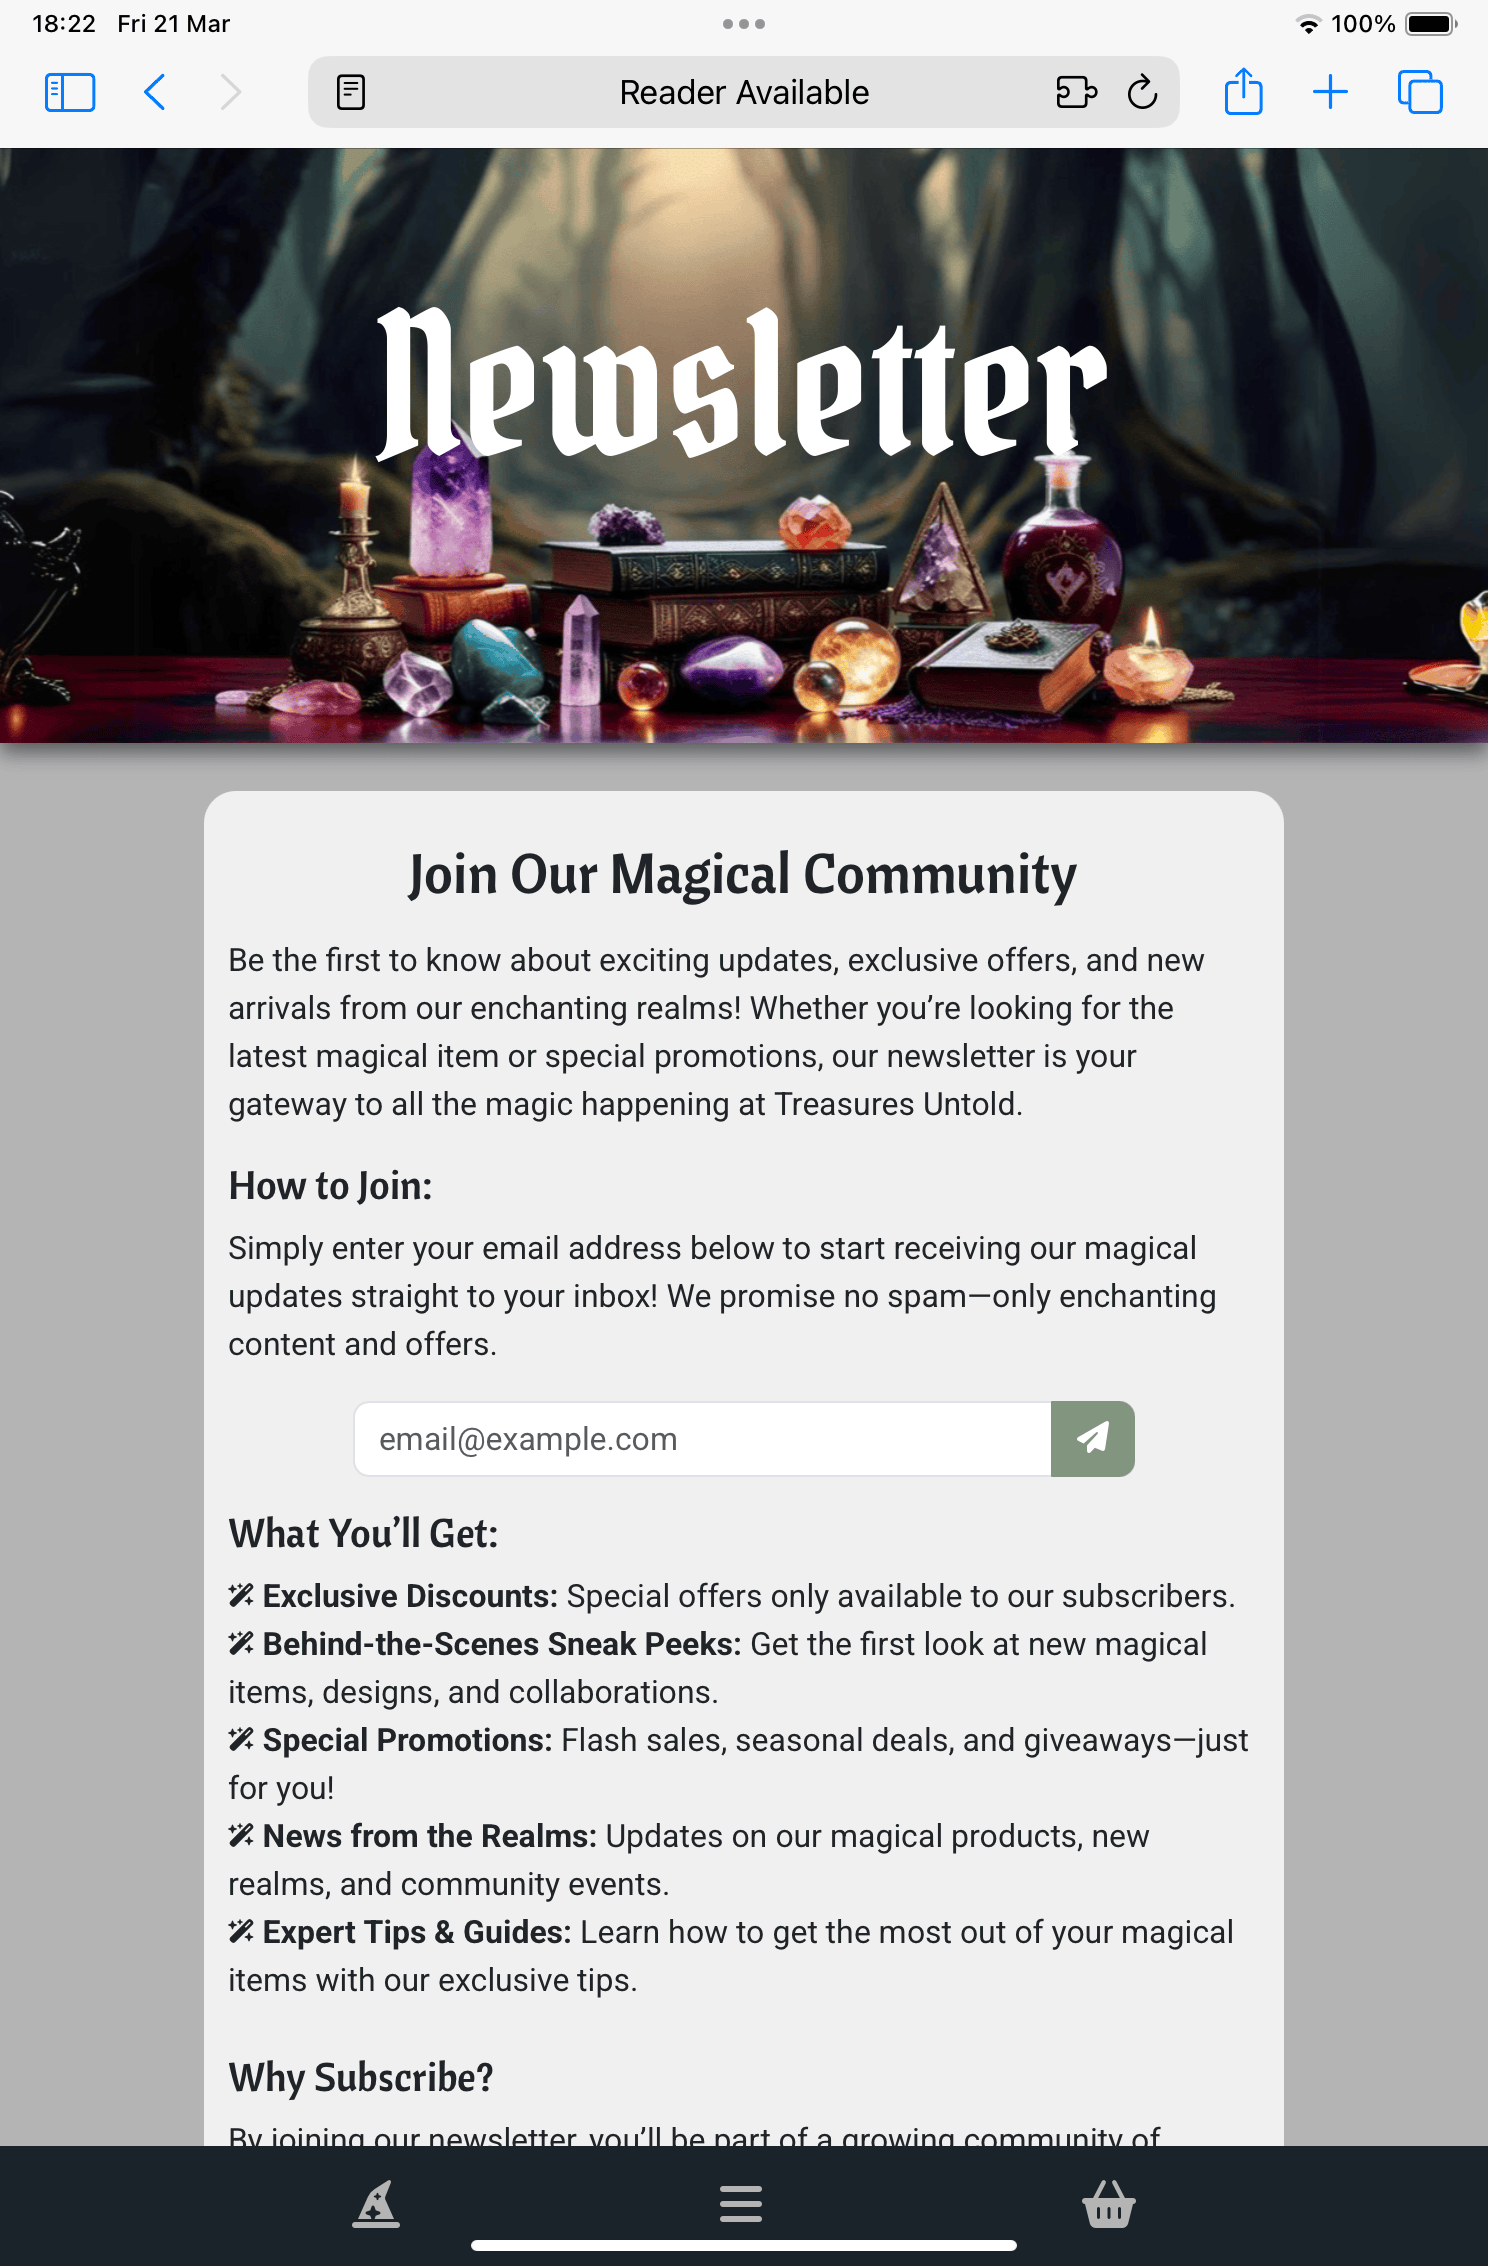 18:22 Fri 21 Mar
100%
Reader Available
Newsletter
Join Our Magical Community
Be the first to know about exciting updates, exclusive offers, and new
arrivals from our enchanting realms! Whether you’re looking for the
latest magical item or special promotions, our newsletter is your
gateway to all the magic happening at Treasures Untold.
How to Join:
Simply enter your email address below to start receiving our magical
updates straight to your inbox! We promise no spam—only enchanting
content and offers.
email@example.com
What You’ll Get:
Exclusive Discounts: Special offers only available to our subscribers.
Behind-the-Scenes Sneak Peeks: Get the first look at new magical
items, designs, and collaborations.
Special Promotions: Flash sales, seasonal deals, and giveaways—just
for you!
News from the Realms: Updates on our magical products, new
realms, and community events.
Expert Tips & Guides: Learn how to get the most out of your magical
items with our exclusive tips.
Why Subscribe?
By joining our newsletter, you’ll be part of a growing community of